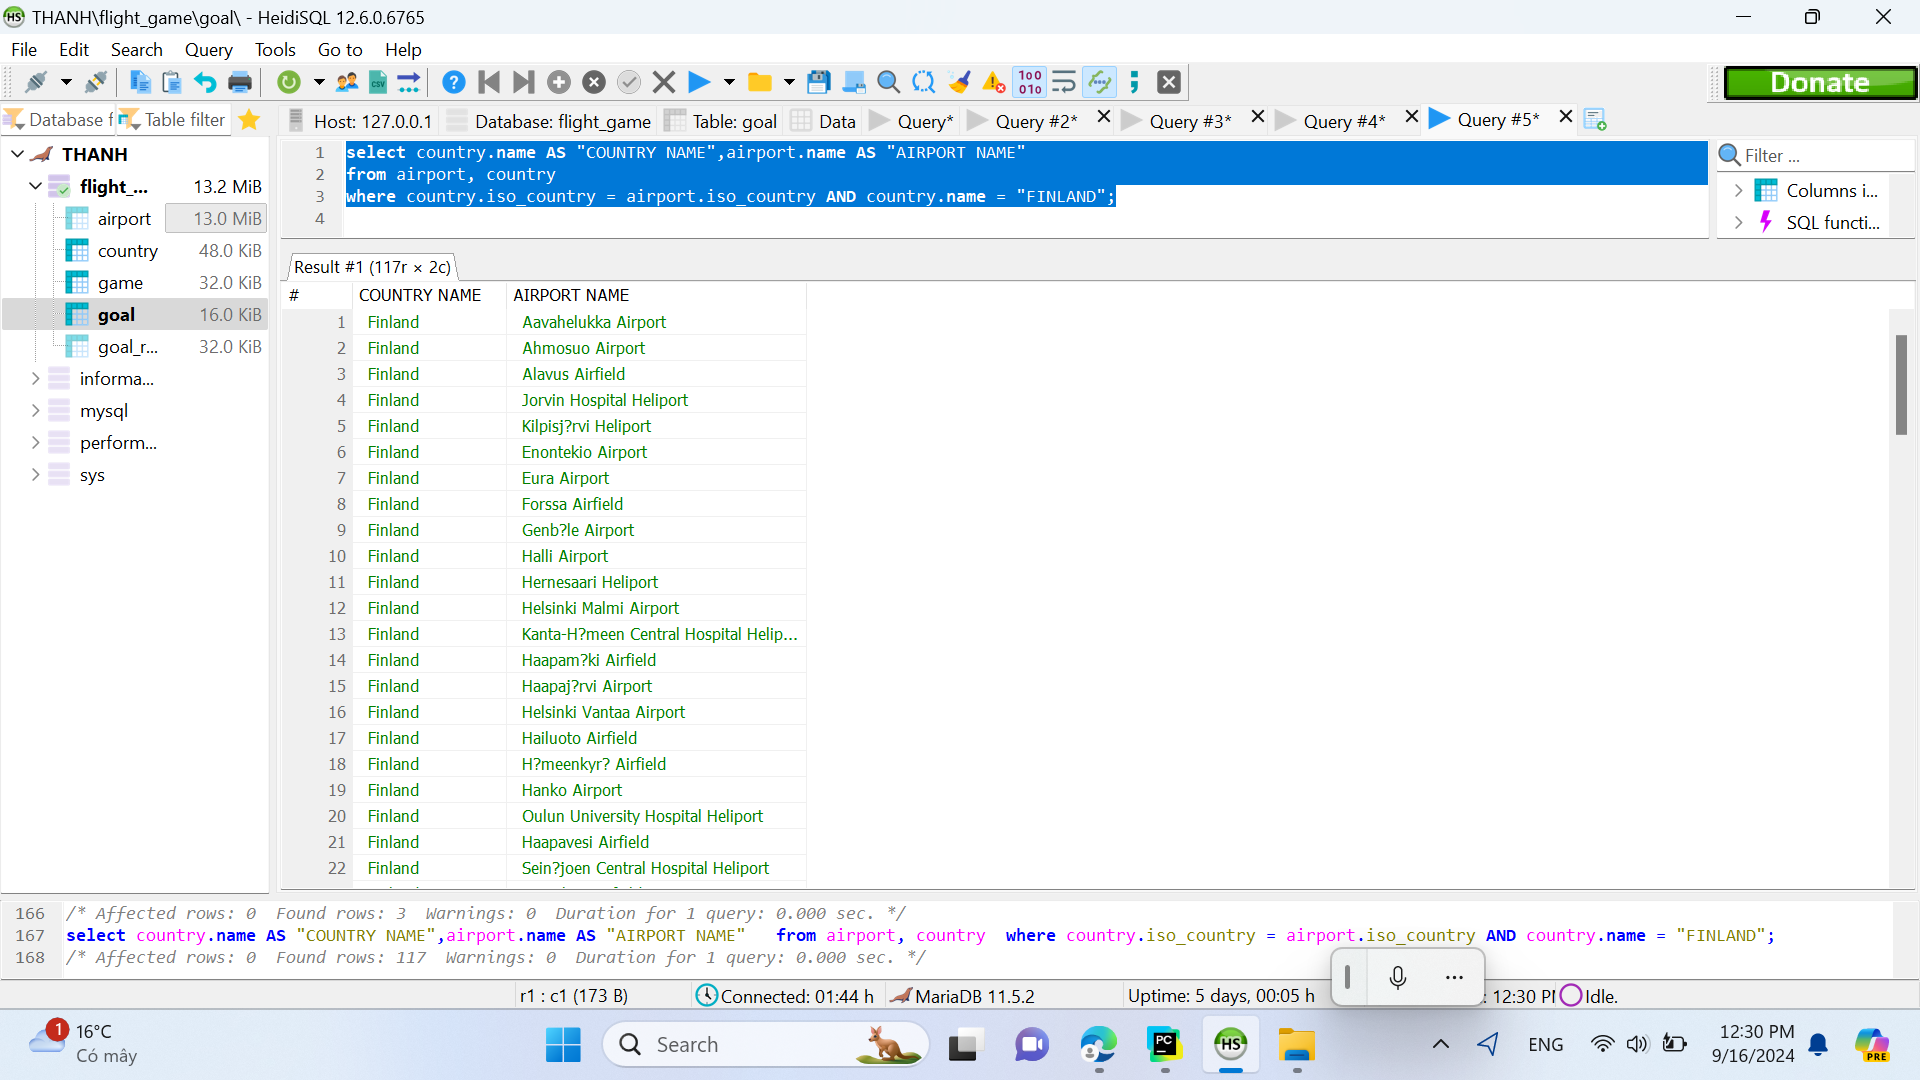 THANH\flight_game\goal\ - HeidiSQL 12.6.0.6765
File Edit Search Query Tools Go to Help
Donate
Database f Table filter
Host: 127.0.0.1 Database: flight_game Table: goal Data Query* Query #2* Query #3* Query #4* Query #5*
THANH
flight_... 13.2 MiB
airport 13.0 MiB
country 48.0 KiB
game 32.0 KiB
goal 16.0 KiB
goal_r... 32.0 KiB
informa...
mysql
perform...
sys
1 select country.name AS "COUNTRY NAME",airport.name AS "AIRPORT NAME"
2 from airport, country
3 where country.iso_country = airport.iso_country AND country.name = "FINLAND";
4
Filter ...
Columns i...
SQL functi...
Result #1 (117r × 2c)
# COUNTRY NAME AIRPORT NAME
1 Finland Aavahelukka Airport
2 Finland Ahmosuo Airport
3 Finland Alavus Airfield
4 Finland Jorvin Hospital Heliport
5 Finland Kilpisj?rvi Heliport
6 Finland Enontekio Airport
7 Finland Eura Airport
8 Finland Forssa Airfield
9 Finland Genb?le Airport
10 Finland Halli Airport
11 Finland Hernesaari Heliport
12 Finland Helsinki Malmi Airport
13 Finland Kanta-H?meen Central Hospital Helip...
14 Finland Haapam?ki Airfield
15 Finland Haapaj?rvi Airport
16 Finland Helsinki Vantaa Airport
17 Finland Hailuoto Airfield
18 Finland H?meenkyr? Airfield
19 Finland Hanko Airport
20 Finland Oulun University Hospital Heliport
21 Finland Haapavesi Airfield
22 Finland Sein?joen Central Hospital Heliport
166 /* Affected rows: 0 Found rows: 3 Warnings: 0 Duration for 1 query: 0.000 sec. */
167 select country.name AS "COUNTRY NAME",airport.name AS "AIRPORT NAME" from airport, country where country.iso_country = airport.iso_country AND country.name = "FINLAND";
168 /* Affected rows: 0 Found rows: 117 Warnings: 0 Duration for 1 query: 0.000 sec. */
r1 : c1 (173 B) Connected: 01:44 h MariaDB 11.5.2 Uptime: 5 days, 00:05 h : 12:30 PM Idle.
1 16°C
Có mây
Search
PC
HS
ENG
12:30 PM
9/16/2024
PRE